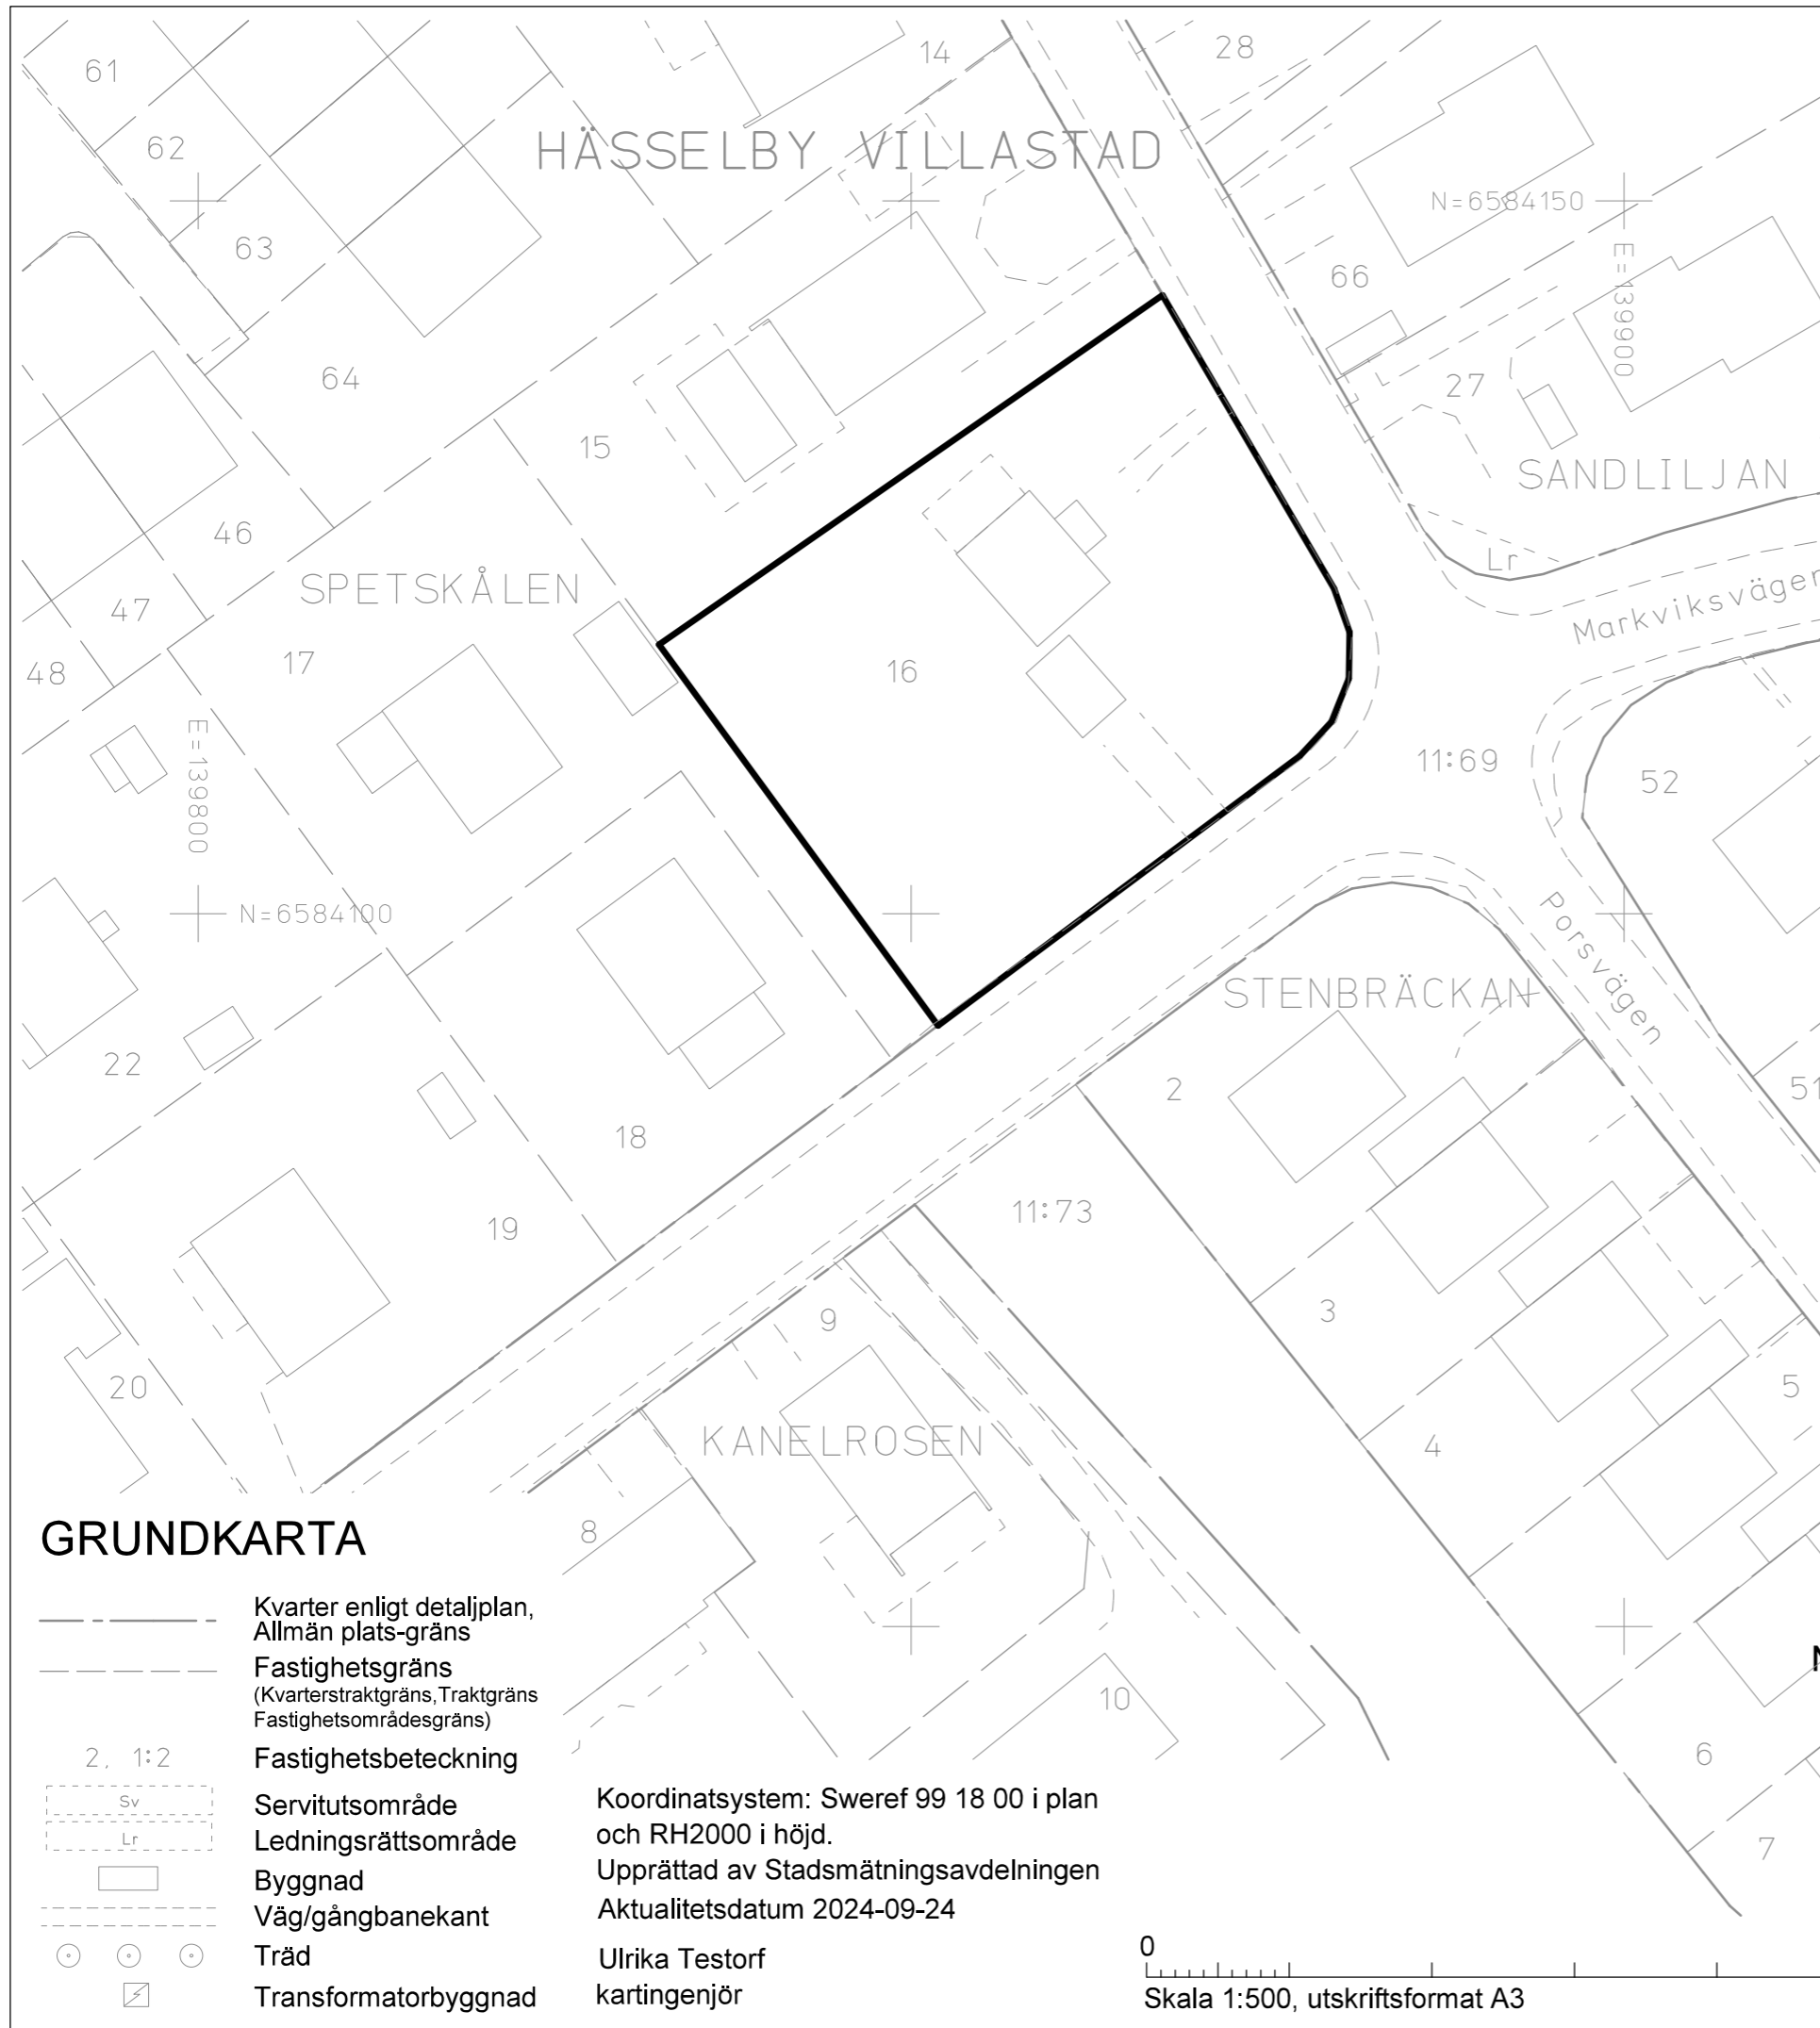 61
14
28
62
HÄSSELBY VILLASTAD
N=6584150
63
66
E=139900
64
27
15
SANDLILJAN
46
Lr
SPETSKÅLEN
47
Markviksvägen
17
16
48
E=139800
11:69
52
N=6584100
Porsvägen
STENBRÄCKAN
22
2
51
18
11:73
19
3
9
20
5
KANELROSEN
4
8
10
6
7
GRUNDKARTA
Kvarter enligt detaljplan,
Allmän plats-gräns
Fastighetsgräns
(Kvarterstraktgräns,Traktgräns
Fastighetsområdesgräns)
2, 1:2 Fastighetsbeteckning
Sv Servitutsområde
Lr Ledningsrättsområde
Byggnad
Väg/gångbanekant
Träd
Transformatorbyggnad
Koordinatsystem: Sweref 99 18 00 i plan
och RH2000 i höjd.
Upprättad av Stadsmätningsavdelningen
Aktualitetsdatum 2024-09-24
Ulrika Testorf
kartingenjör
0
Skala 1:500, utskriftsformat A3